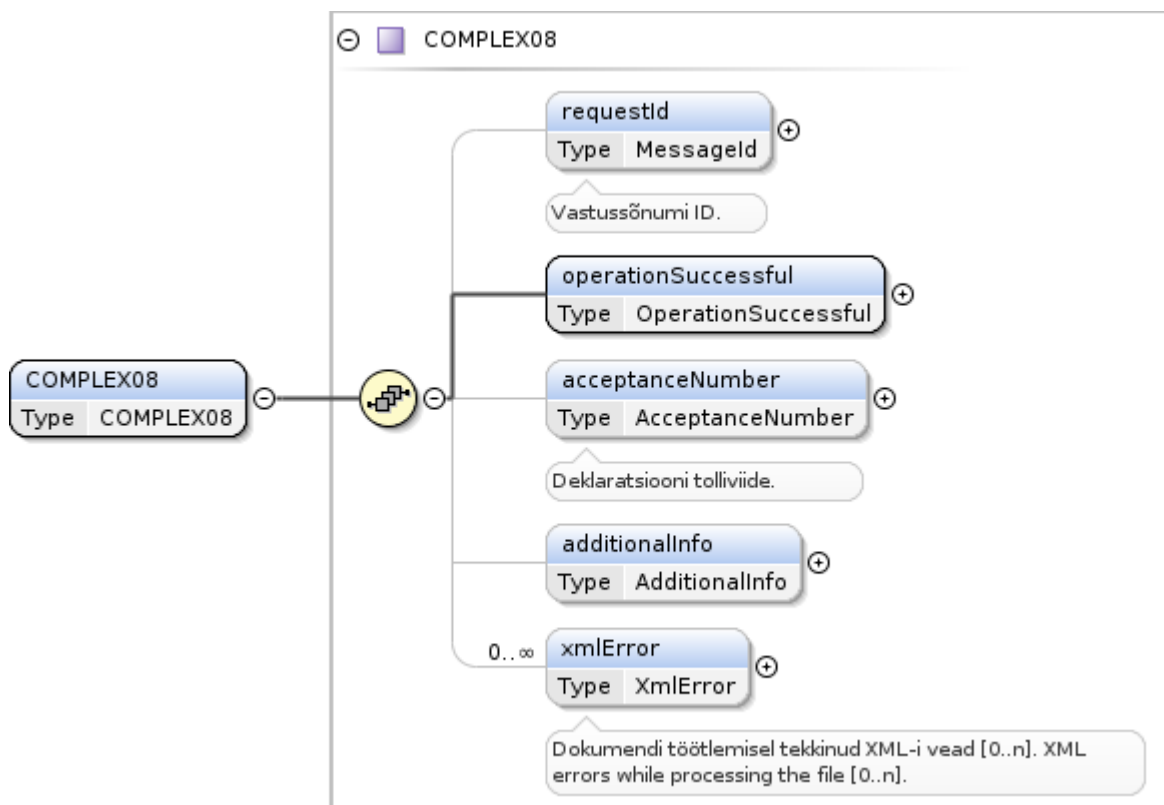 COMPLEX08
requestId
Type MessageId
Vastussõnumi ID.
operationSuccessful
Type OperationSuccessful
COMPLEX08
Type COMPLEX08
acceptanceNumber
Type AcceptanceNumber
Deklaratsiooni tolliviide.
additionalInfo
Type AdditionalInfo
0..∞
xmlError
Type XmlError
Dokumendi töötlemisel tekkinud XML-i vead [0..n]. XML
errors while processing the file [0..n].